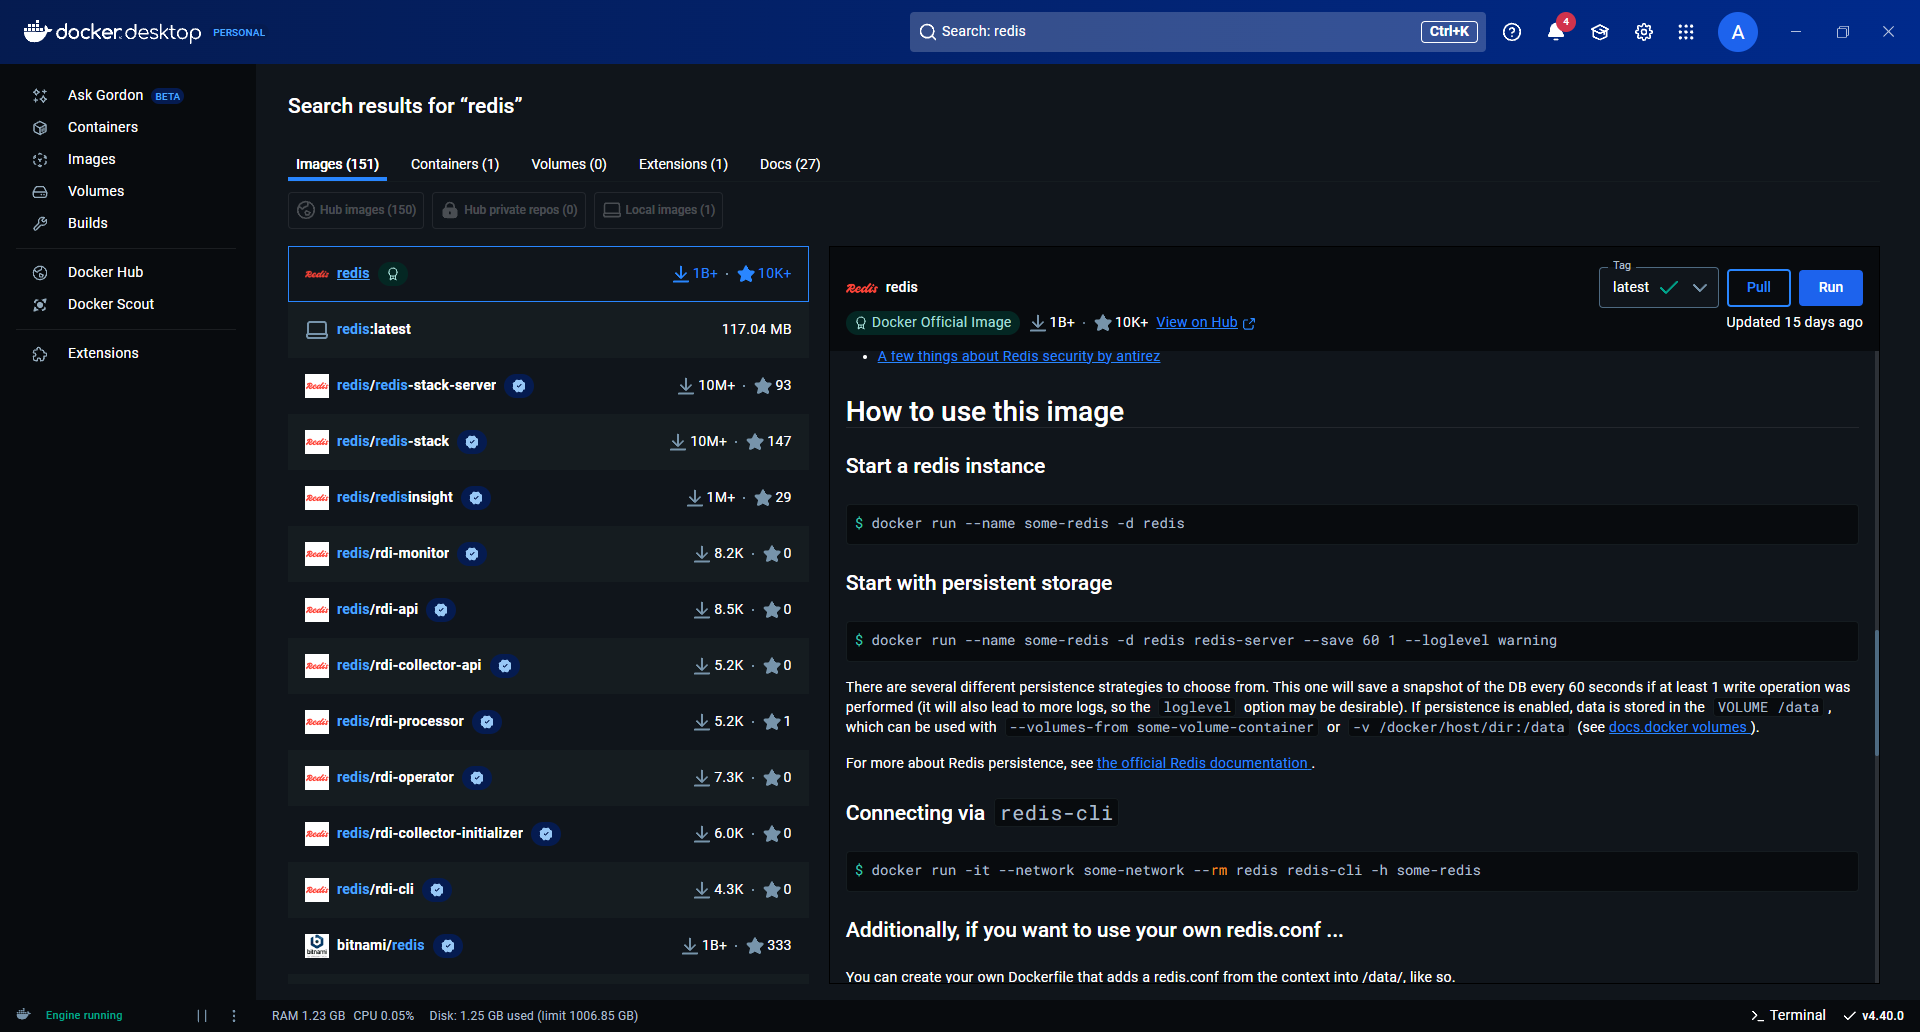 docker.desktop PERSONAL
Search: redis
Ctrl+K
4
A
Ask Gordon BETA
Containers
Images
Volumes
Builds
Docker Hub
Docker Scout
Extensions
Search results for “redis”
Images (151)
Containers (1)
Volumes (0)
Extensions (1)
Docs (27)
Hub images (150)
Hub private repos (0)
Local images (1)
Redis redis 1B+ · 10K+
redis:latest 117.04 MB
Redis redis/redis-stack-server 10M+ · 93
Redis redis/redis-stack 10M+ · 147
Redis redis/redisinsight 1M+ · 29
Redis redis/rdi-monitor 8.2K · 0
Redis redis/rdi-api 8.5K · 0
Redis redis/rdi-collector-api 5.2K · 0
Redis redis/rdi-processor 5.2K · 1
Redis redis/rdi-operator 7.3K · 0
Redis redis/rdi-collector-initializer 6.0K · 0
Redis redis/rdi-cli 4.3K · 0
bitnami bitnami/redis 1B+ · 333
Redis redis
Tag
latest
Pull
Run
Docker Official Image 1B+ · 10K+ View on Hub
Updated 15 days ago
• A few things about Redis security by antirez
How to use this image
Start a redis instance
$ docker run --name some-redis -d redis
Start with persistent storage
$ docker run --name some-redis -d redis redis-server --save 60 1 --loglevel warning
There are several different persistence strategies to choose from. This one will save a snapshot of the DB every 60 seconds if at least 1 write operation was
performed (it will also lead to more logs, so the loglevel option may be desirable). If persistence is enabled, data is stored in the VOLUME /data ,
which can be used with --volumes-from some-volume-container or -v /docker/host/dir:/data (see docs.docker volumes ).
For more about Redis persistence, see the official Redis documentation .
Connecting via redis-cli
$ docker run -it --network some-network --rm redis redis-cli -h some-redis
Additionally, if you want to use your own redis.conf ...
You can create your own Dockerfile that adds a redis.conf from the context into /data/, like so.
Engine running
RAM 1.23 GB CPU 0.05% Disk: 1.25 GB used (limit 1006.85 GB)
>_ Terminal
v4.40.0